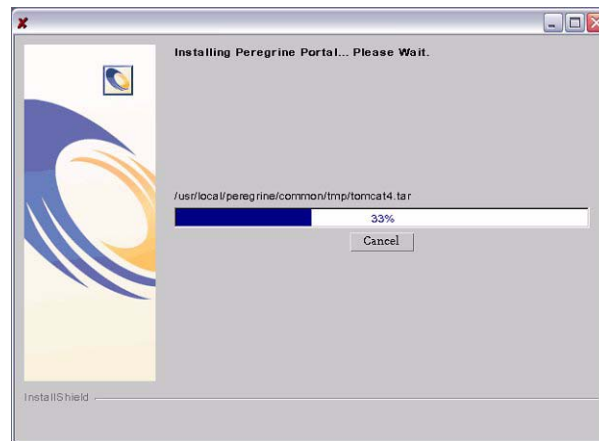 Installing Peregrine Portal... Please Wait.
/usr/local/peregrine/common/tmp/tomcat4.tar
33%
Cancel
InstallShield